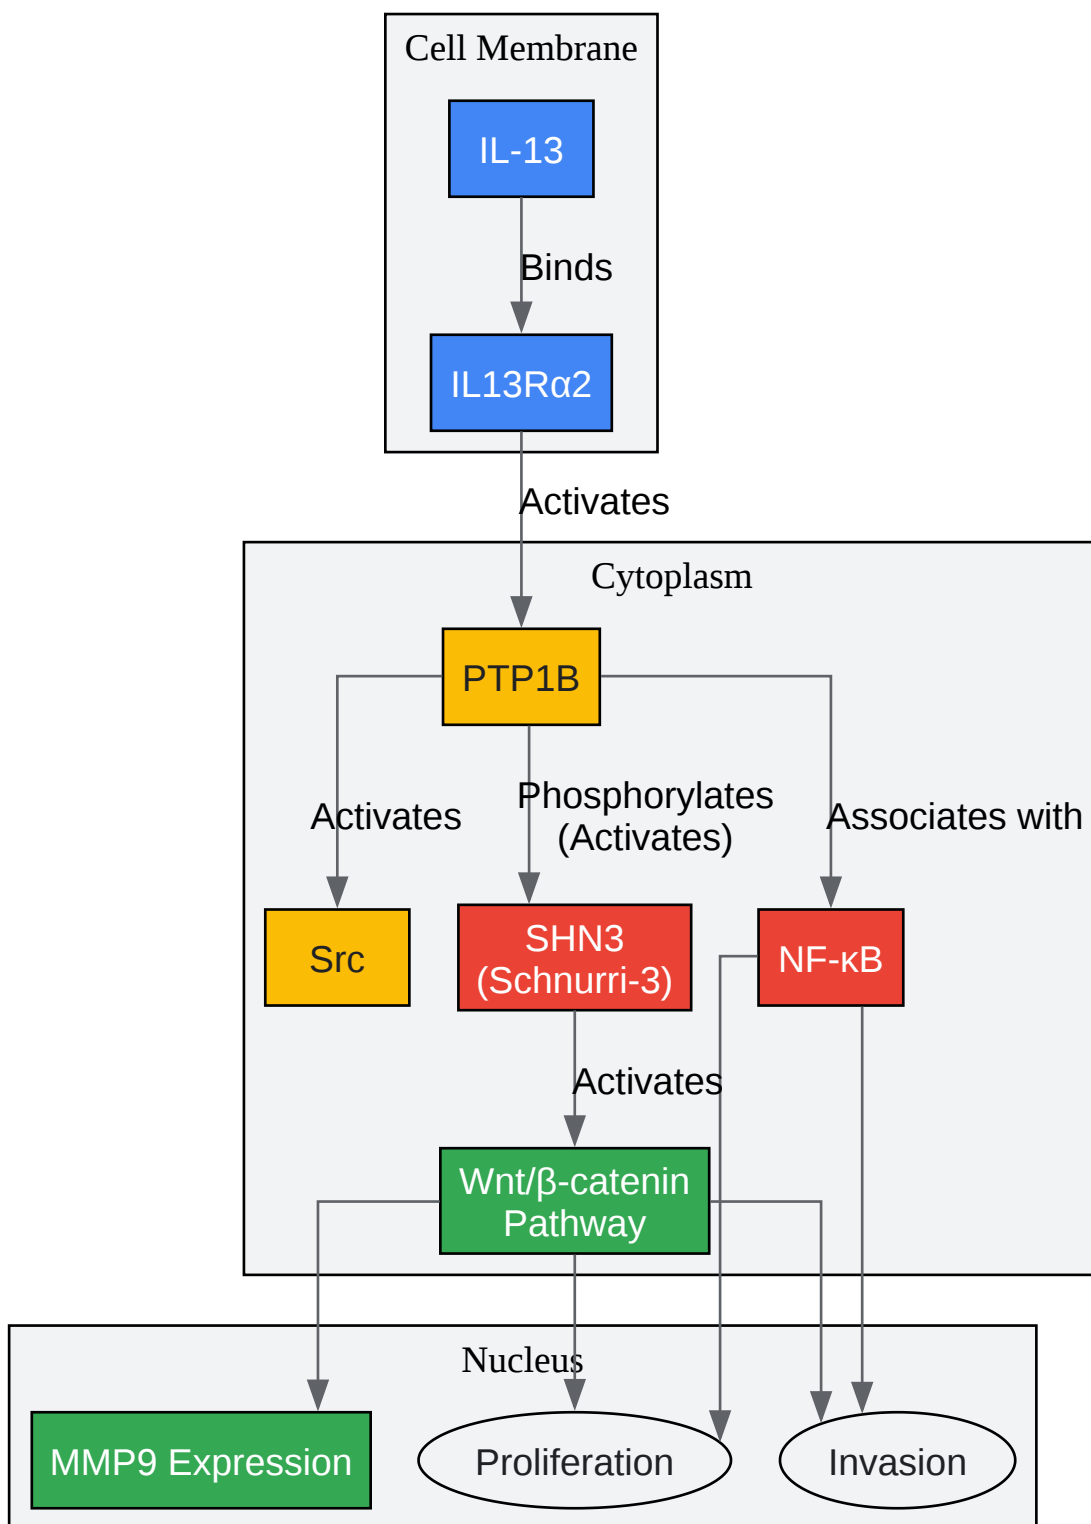 Cell Membrane
IL-13
Binds
IL13Rα2
Activates
Cytoplasm
PTP1B
Activates
Phosphorylates
(Activates)
Associates with
Src
SHN3
(Schnurri-3)
NF-κB
Activates
Wnt/β-catenin
Pathway
Nucleus
MMP9 Expression
Proliferation
Invasion